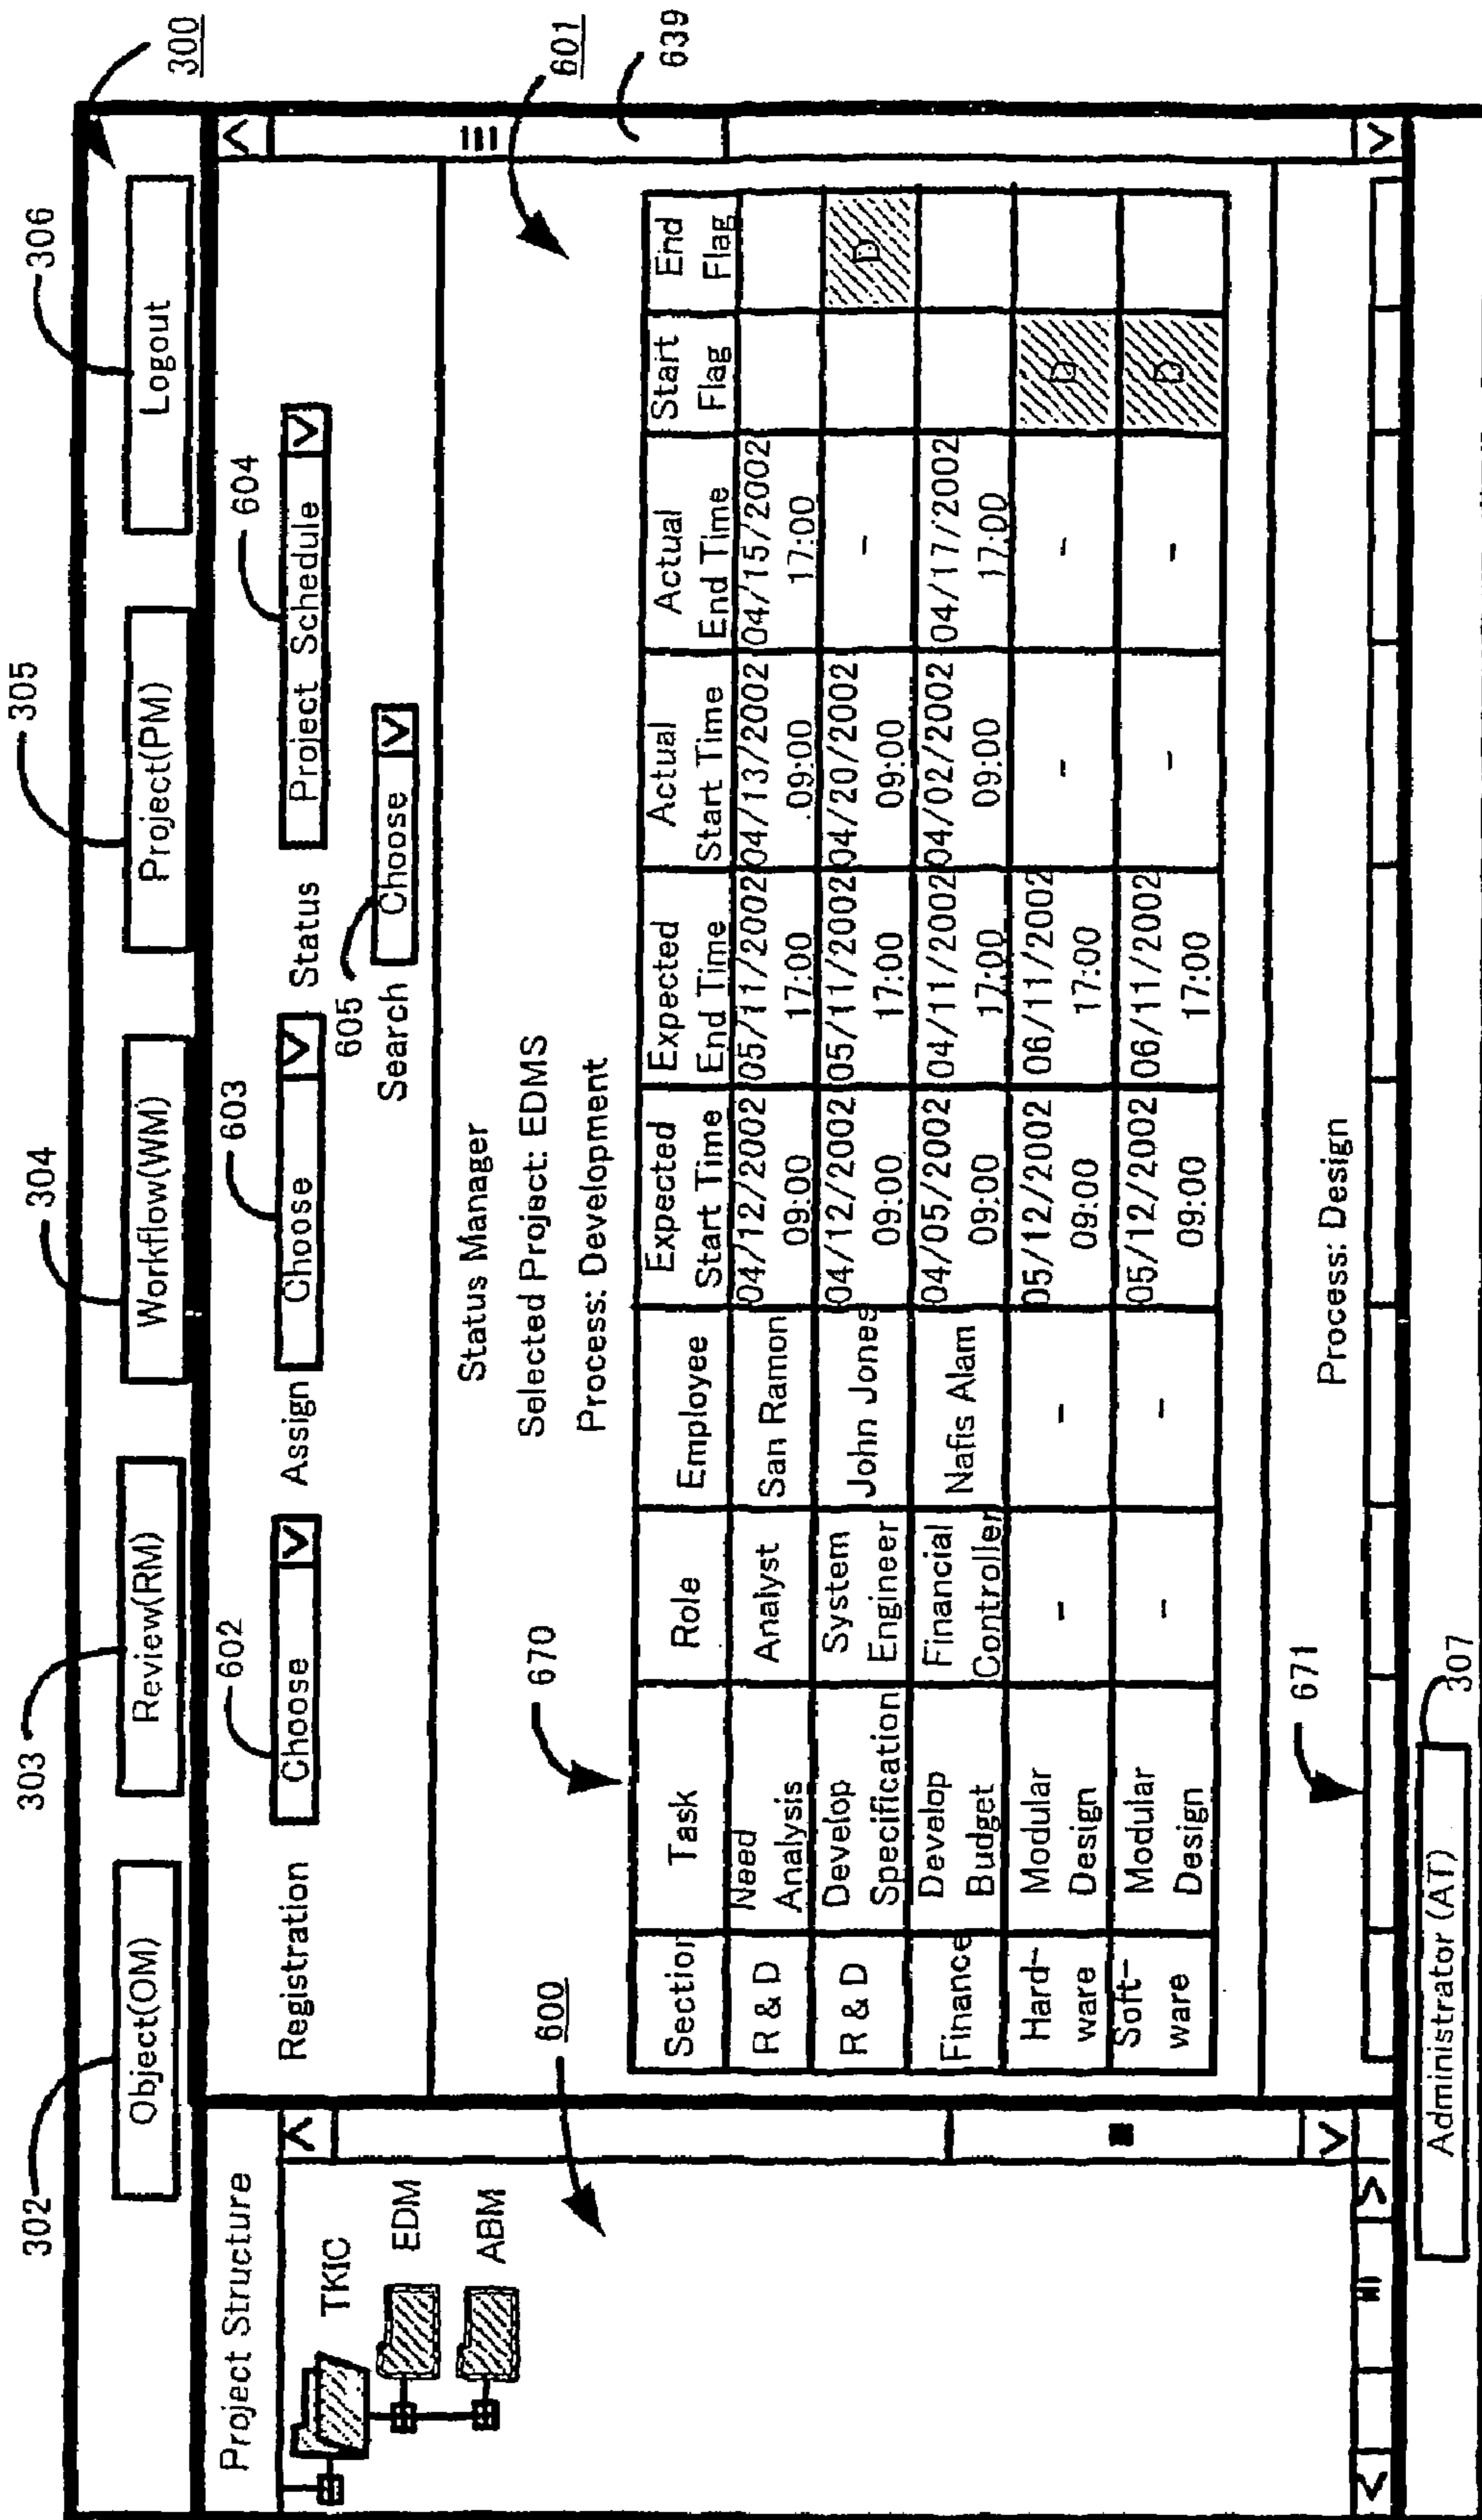 300
302
303
304
305
306
Object(OM)
Review(RM)
Workflow(WM)
Project(PM)
Logout
Project Structure
TKIC
EDM
ABM
600
602
603
604
Registration
Choose
V
Assign
Choose
V
Status
Project Schedule
V
605
Search
Choose
V
Status Manager
Selected Project: EDMS
601
639
Process: Development
670
Section Task Role Employee Expected Start Time Expected End Time Actual Start Time Actual End Time Start Flag End Flag
R & D Need Analysis Analyst San Ramon 04/12/2002 09:00 05/11/2002 17:00 04/13/2002 09:00 04/15/2002 17:00
R & D Develop Specification System Engineer John Jones 04/12/2002 09:00 05/11/2002 17:00 04/20/2002 09:00 - D
Finance Develop Budget Financial Controller Nafis Alam 04/05/2002 09:00 04/11/2002 17:00 04/02/2002 09:00 04/17/2002 17:00
Hard-ware Modular Design - - 05/12/2002 09:00 06/11/2002 17:00 - - D
Soft-ware Modular Design - - 05/12/2002 09:00 06/11/2002 17:00 - - D
Process: Design
671
Administrator (AT)
307